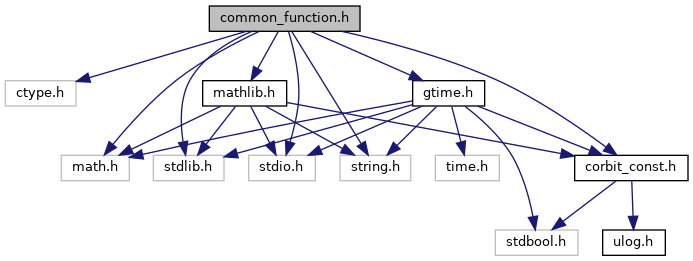 common_function.h
ctype.h
mathlib.h
gtime.h
math.h
stdlib.h
stdio.h
string.h
time.h
corbit_const.h
stdbool.h
ulog.h